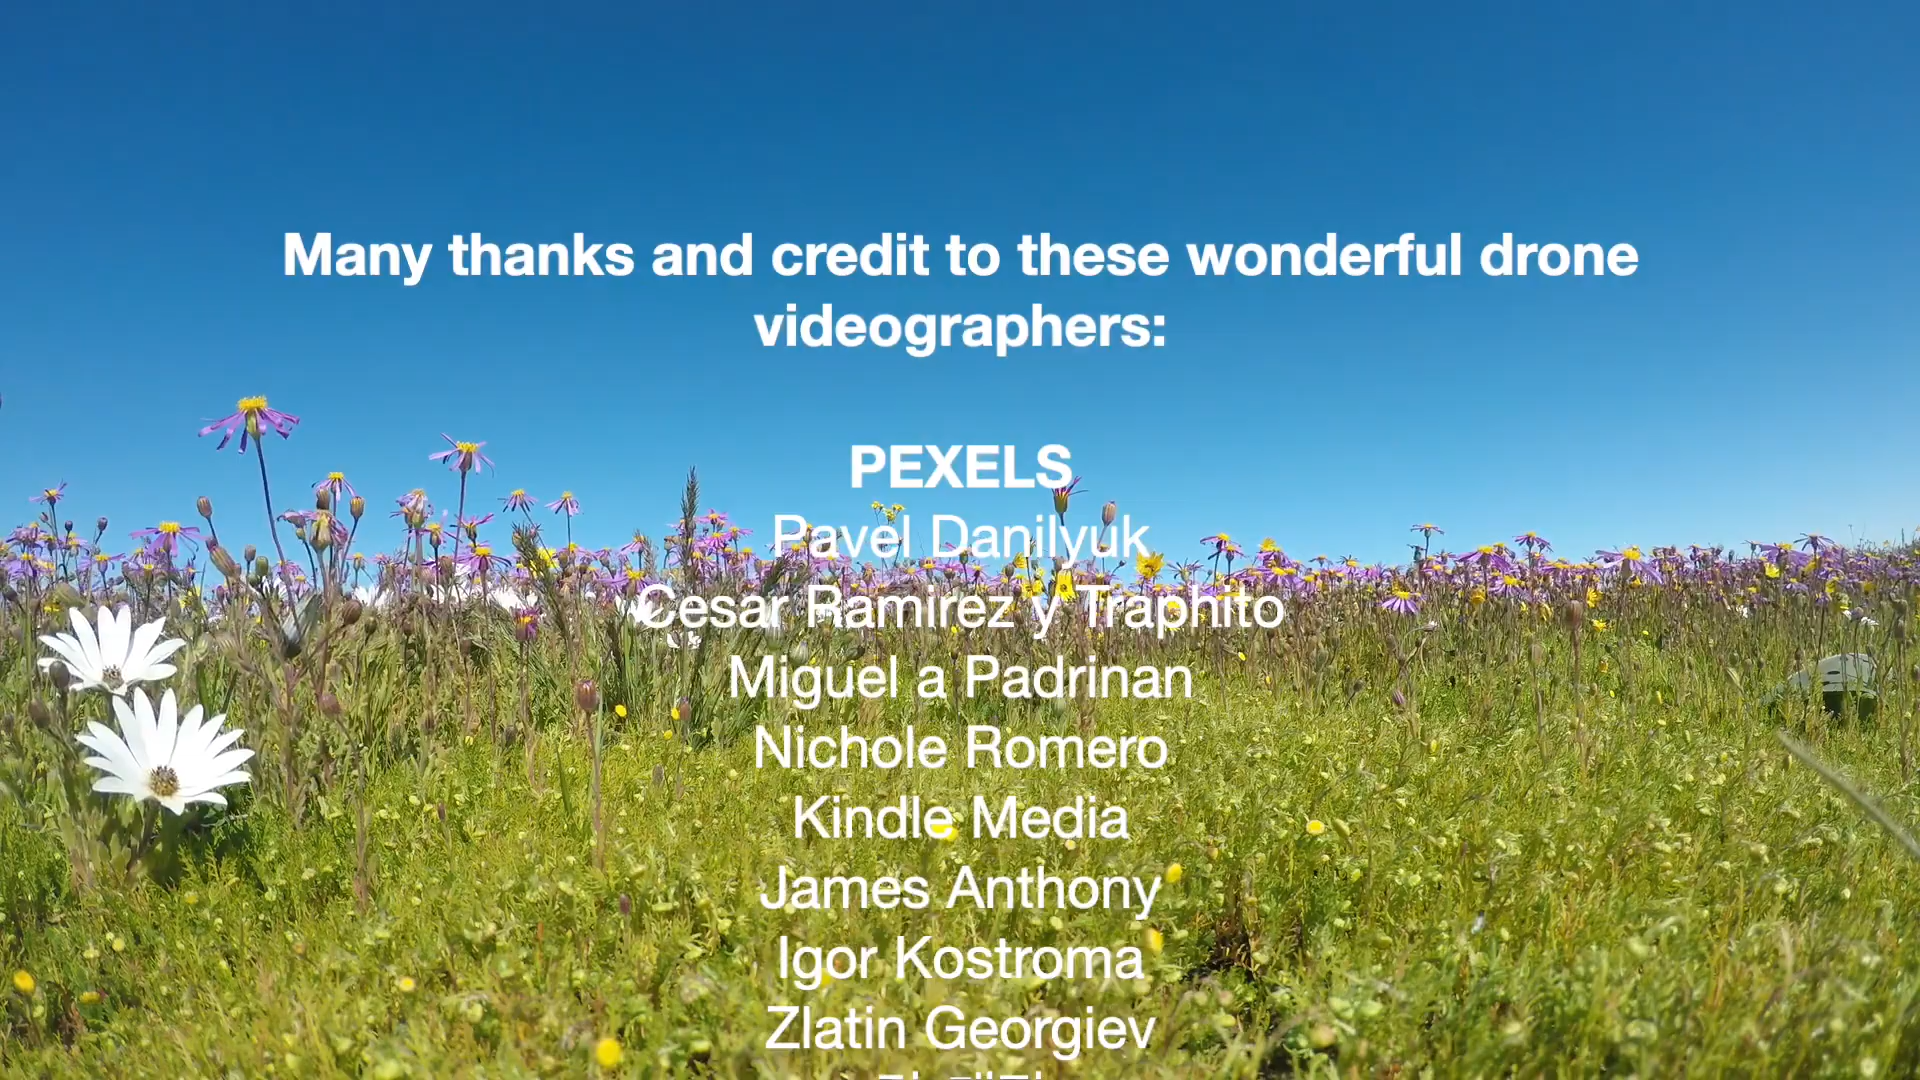 Many thanks and credit to these wonderful drone
videographers:
PEXELS
Pavel Danilyuk
Cesar Ramirez y Traphito
Miguel a Padrinan
Nichole Romero
Kindle Media
James Anthony
Igor Kostroma
Zlatin Georgiev